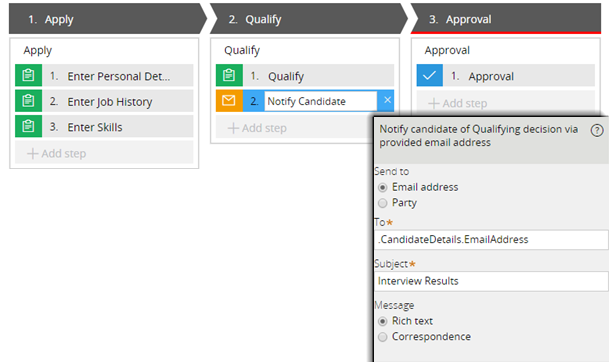 1. Apply
2. Qualify
3. Approval
Apply
1. Enter Personal Det...
2. Enter Job History
3. Enter Skills
+ Add step
Qualify
1. Qualify
2. Notify Candidate ×
+ Add step
Approval
1. Approval
+ Add step
Notify candidate of Qualifying decision via ?
provided email address
Send to
Email address
Party
To*
.CandidateDetails.EmailAddress
Subject*
Interview Results
Message
Rich text
Correspondence